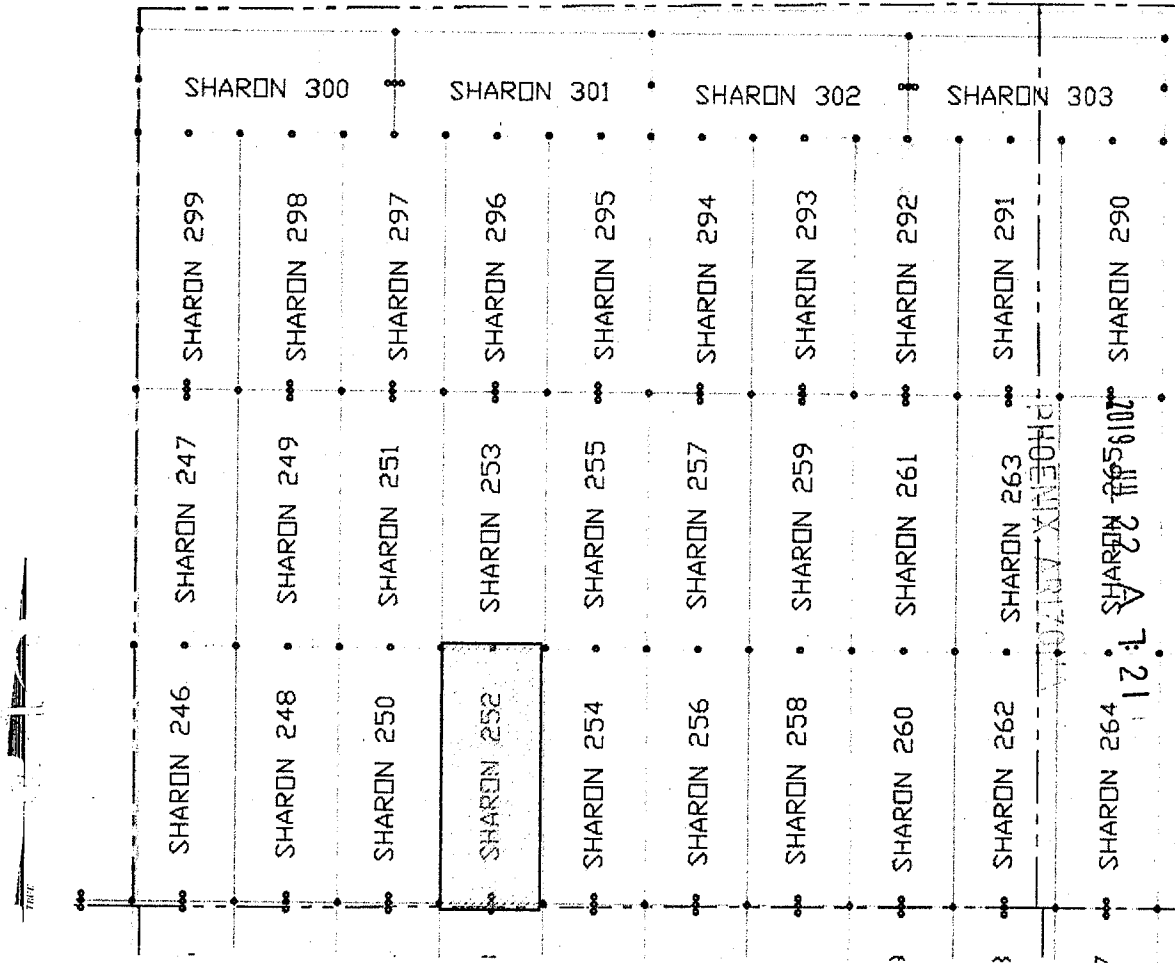 SHARON 300
SHARON 301
SHARON 302
SHARON 303
SHARON 299
SHARON 298
SHARON 297
SHARON 296
SHARON 295
SHARON 294
SHARON 293
SHARON 292
SHARON 291
SHARON 290
SHARON 247
SHARON 249
SHARON 251
SHARON 253
SHARON 255
SHARON 257
SHARON 259
SHARON 261
SHARON 263
SHARON 265
2019 JUL 22 A 7:21
PHOENIX ARIZONA
SHARON 246
SHARON 248
SHARON 250
SHARON 252
SHARON 254
SHARON 256
SHARON 258
SHARON 260
SHARON 262
SHARON 264
TRUE